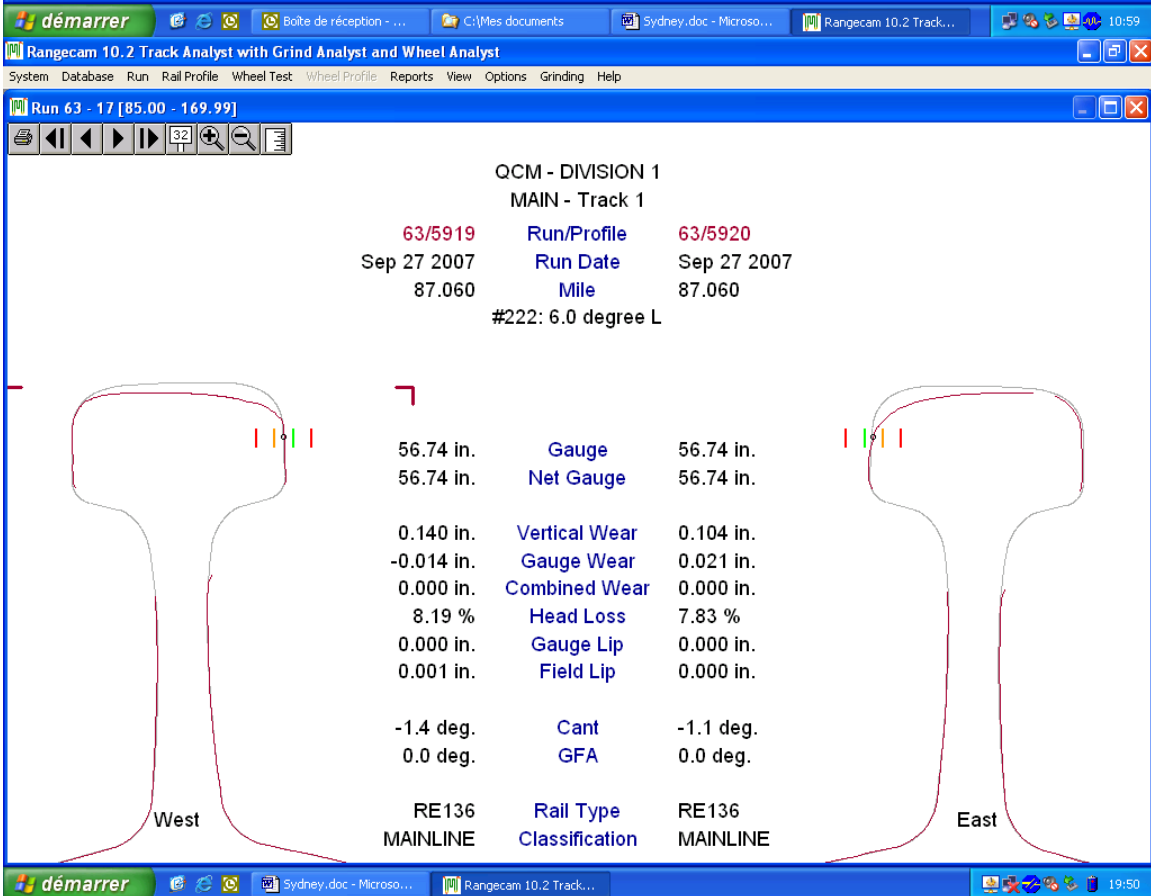 démarrer Boîte de réception - ... C:\Mes documents Sydney.doc - Microso... Rangecam 10.2 Track... 10:59
Rangecam 10.2 Track Analyst with Grind Analyst and Wheel Analyst
System Database Run Rail Profile Wheel Test Wheel Profile Reports View Options Grinding Help
Run 63 - 17 [85.00 - 169.99]
32
QCM - DIVISION 1
MAIN - Track 1
63/5919 Run/Profile 63/5920
Sep 27 2007 Run Date Sep 27 2007
87.060 Mile 87.060
#222: 6.0 degree L
56.74 in. Gauge 56.74 in.
56.74 in. Net Gauge 56.74 in.
0.140 in. Vertical Wear 0.104 in.
-0.014 in. Gauge Wear 0.021 in.
0.000 in. Combined Wear 0.000 in.
8.19 % Head Loss 7.83 %
0.000 in. Gauge Lip 0.000 in.
0.001 in. Field Lip 0.000 in.
-1.4 deg. Cant -1.1 deg.
0.0 deg. GFA 0.0 deg.
RE136 Rail Type RE136
West East
MAINLINE Classification MAINLINE
démarrer Sydney.doc - Microso... Rangecam 10.2 Track... 19:50